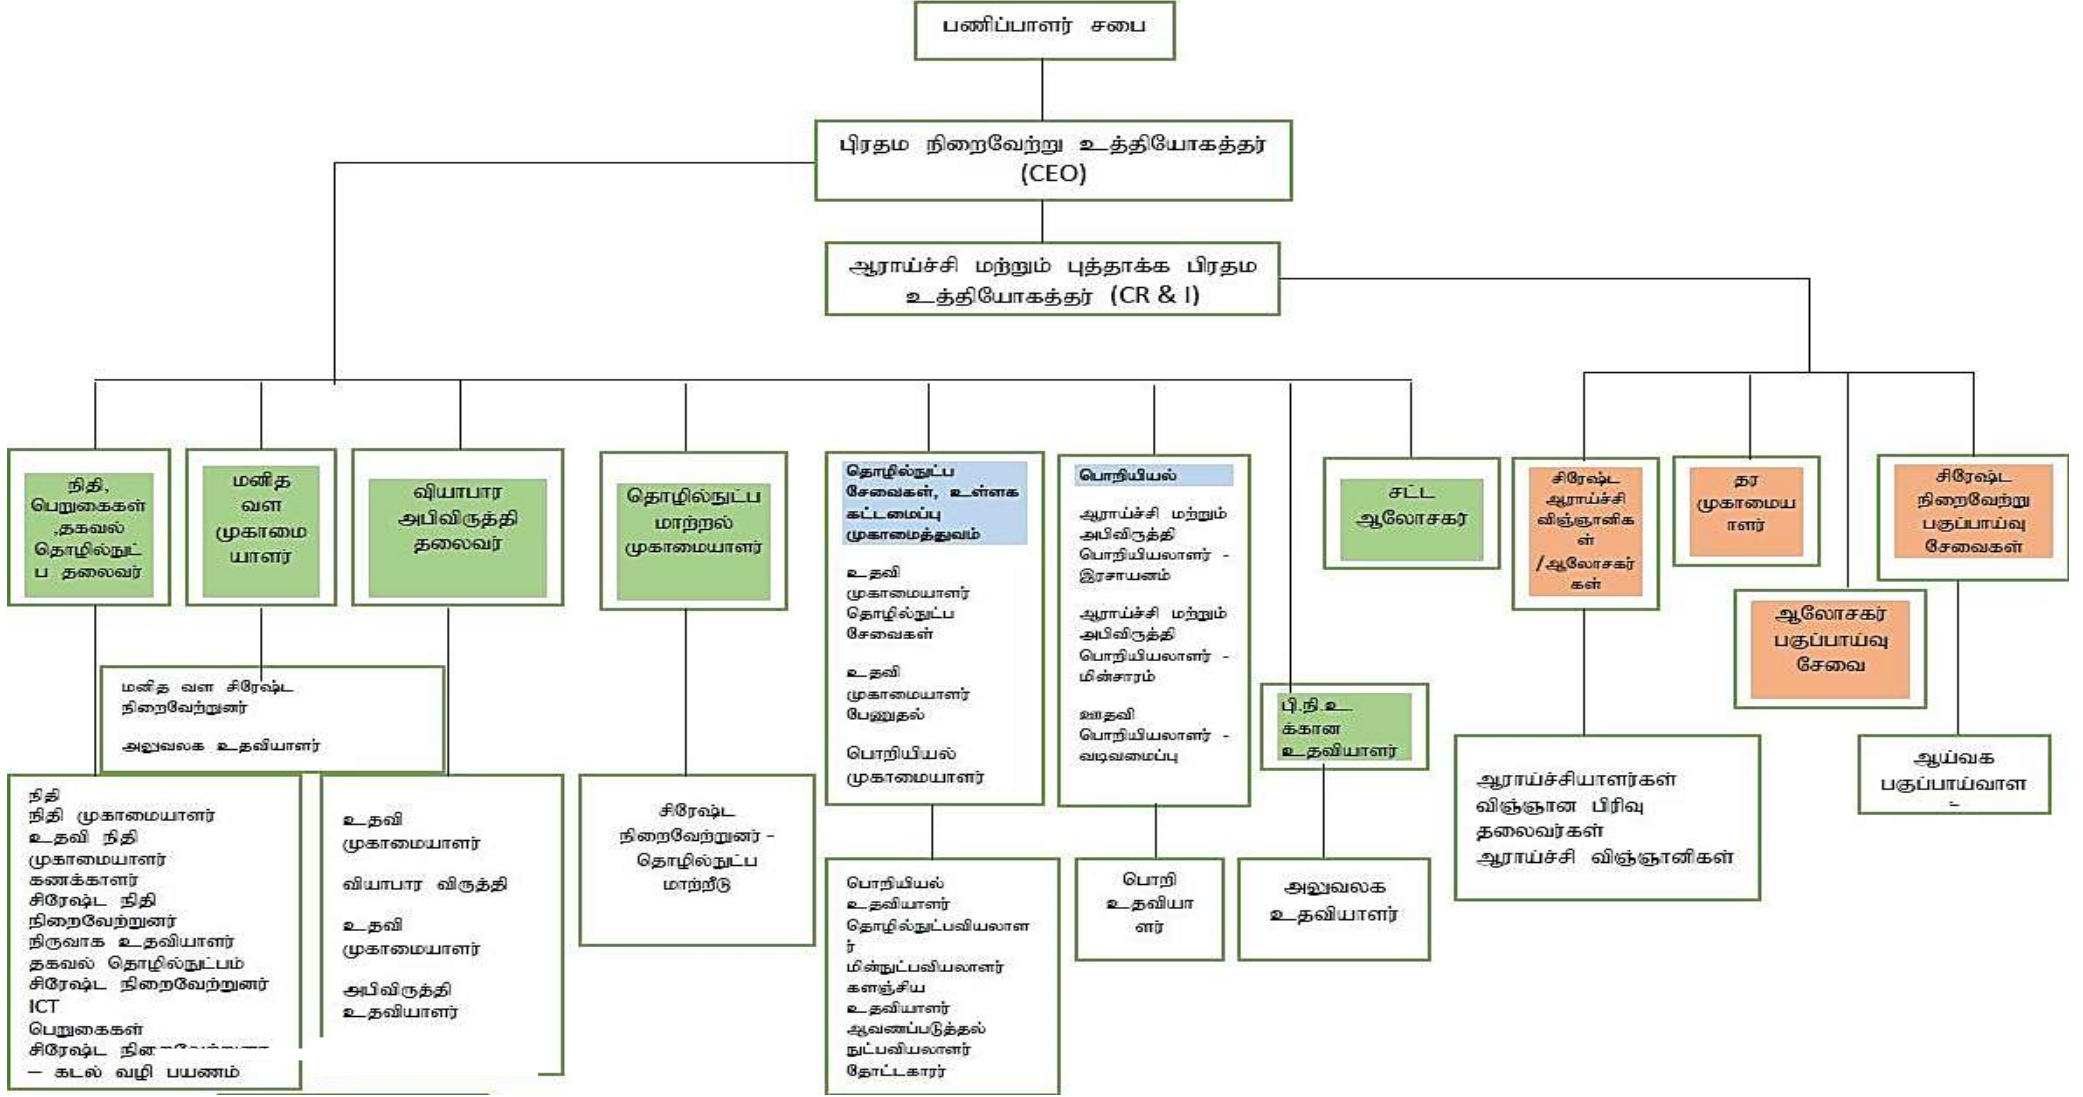 பணிப்பாளர் சபை
பிரதம நிறைவேற்று உத்தியோகத்தர்
(CEO)
ஆராய்ச்சி மற்றும் புத்தாக்க பிரதம
உத்தியோகத்தர் (CR & I)
நிதி,
பெறுகைகள்
,தகவல்
தொழில்நுட்
ப தலைவர்
மனித
வள
முகாமை
யாளர்
வியாபார
அபிவிருத்தி
தலைவர்
தொழில்நுட்ப
மாற்றல்
முகாமையாளர்
தொழில்நுட்ப
சேவைகள், உள்ளக
கட்டமைப்பு
முகாமைத்துவம்
உதவி
முகாமையாளர்
தொழில்நுட்ப
சேவைகள்
உதவி
முகாமையாளர்
பேணுதல்
பொறியியல்
முகாமையாளர்
பொறியியல்
ஆராய்ச்சி மற்றும்
அபிவிருத்தி
பொறியியலாளர் -
இரசாயனம்
ஆராய்ச்சி மற்றும்
அபிவிருத்தி
பொறியியலாளர் -
மின்சாரம்
ஊதவி
பொறியியலாளர் -
வடிவமைப்பு
பி.நி.உ.
க்கான
உதவியாளர்
சட்ட
ஆலோசகர்
சிரேஷ்ட
ஆராய்ச்சி
விஞ்ஞானிக
ள்
/ஆலோசகர்
கள்
தர
முகாமைய
ாளர்
ஆலோசகர்
பகுப்பாய்வு
சேவை
சிரேஷ்ட
நிறைவேற்று
பகுப்பாய்வு
சேவைகள்
மனித வள சிரேஷ்ட
நிறைவேற்றுனர்
அலுவலக உதவியாளர்
நிதி
நிதி முகாமையாளர்
உதவி நிதி
முகாமையாளர்
கணக்காளர்
சிரேஷ்ட நிதி
நிறைவேற்றுனர்
நிருவாக உதவியாளர்
தகவல் தொழில்நுட்பம்
சிரேஷ்ட நிறைவேற்றுனர்
ICT
பெறுகைகள்
சிரேஷ்ட
– கடல் வழி பயணம்
உதவி
முகாமையாளர்
வியாபார விருத்தி
உதவி
முகாமையாளர்
அபிவிருத்தி
உதவியாளர்
சிரேஷ்ட
நிறைவேற்றுனர் –
தொழில்நுட்ப
மாற்றீடு
பொறியியல்
உதவியாளர்
தொழில்நுட்பவியலாள
ர்
மின்நுட்பவியலாளர்
களஞ்சிய
உதவியாளர்
ஆவணப்படுத்தல்
நுட்பவியலாளர்
தோட்டகாரர்
பொறி
உதவியா
ளர்
அலுவலக
உதவியாளர்
ஆராய்ச்சியாளர்கள்
விஞ்ஞான பிரிவு
தலைவர்கள்
ஆராய்ச்சி விஞ்ஞானிகள்
ஆய்வக
பகுப்பாய்வாள